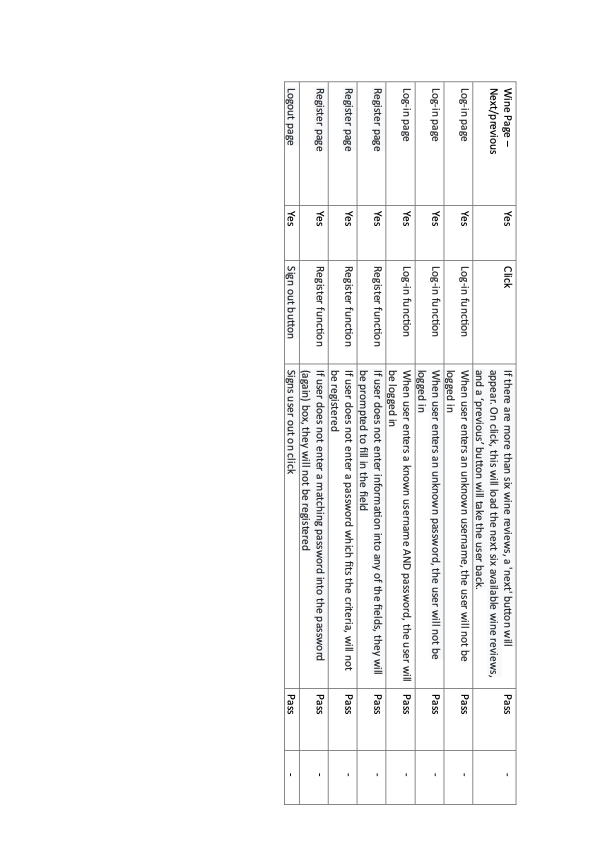 Wine Page –
Next/previous
Yes
Click
If there are more than six wine reviews, a 'next' button will
appear. On click, this will load the next six available wine reviews,
and a 'previous' button will take the user back.
Pass
-
Log-in page
Yes
Log-in function
When user enters an unknown username, the user will not be
logged in
Pass
-
Log-in page
Yes
Log-in function
When user enters an unknown password, the user will not be
logged in
Pass
-
Log-in page
Yes
Log-in function
When user enters a known username AND password, the user will
be logged in
Pass
-
Register page
Yes
Register function
If user does not enter information into any of the fields, they will
be prompted to fill in the field
Pass
-
Register page
Yes
Register function
If user does not enter a password which fits the criteria, will not
be registered
Pass
-
Register page
Yes
Register function
If user does not enter a matching password into the password
(again) box, they will not be registered
Pass
-
Logout page
Yes
Sign out button
Signs user out on click
Pass
-